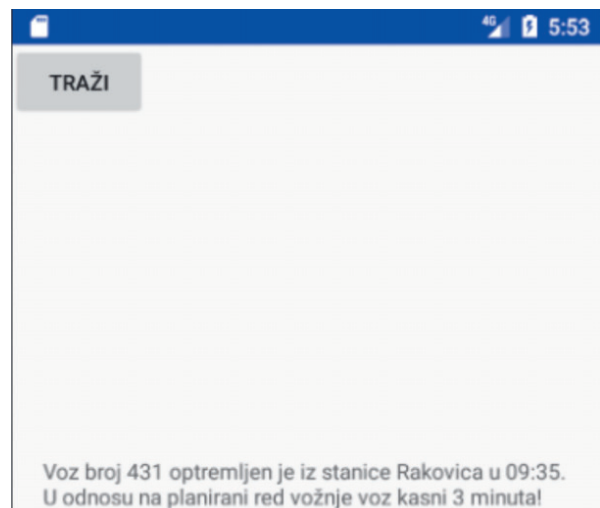 4G 5:53
TRAŽI
Voz broj 431 optremljen je iz stanice Rakovica u 09:35.
U odnosu na planirani red vožnje voz kasni 3 minuta!